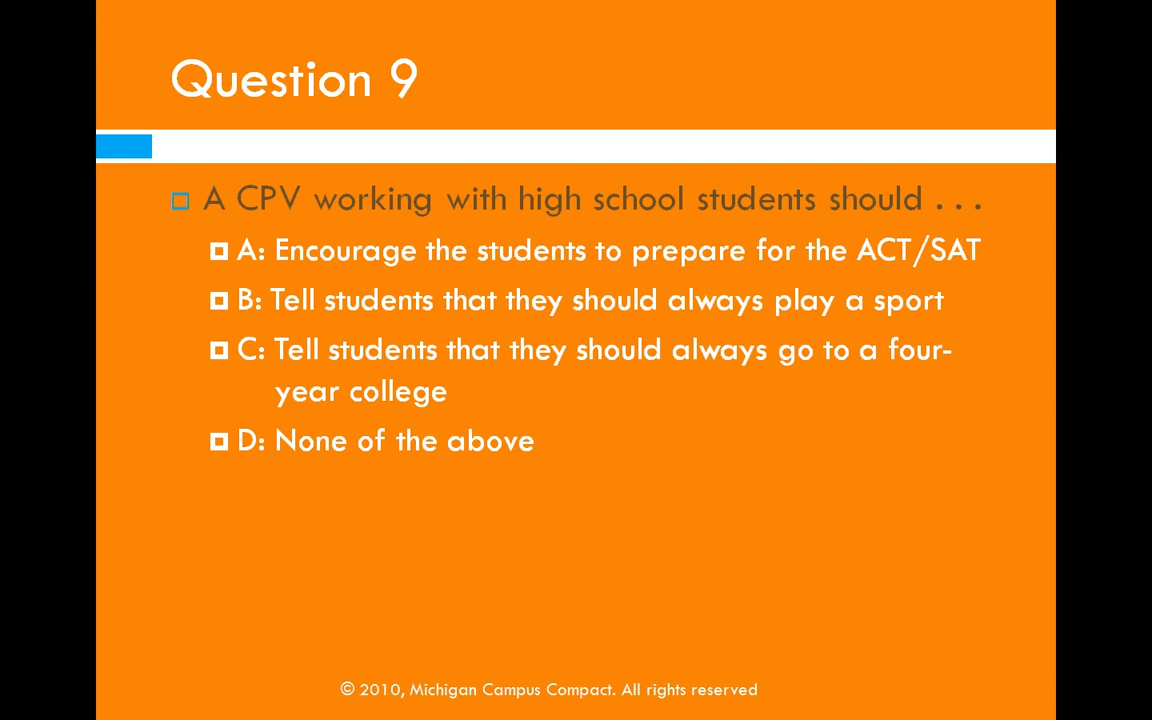 Question 9
A CPV working with high school students should . . .
A: Encourage the students to prepare for the ACT/SAT
B: Tell students that they should always play a sport
C: Tell students that they should always go to a four-
year college
D: None of the above
© 2010, Michigan Campus Compact. All rights reserved